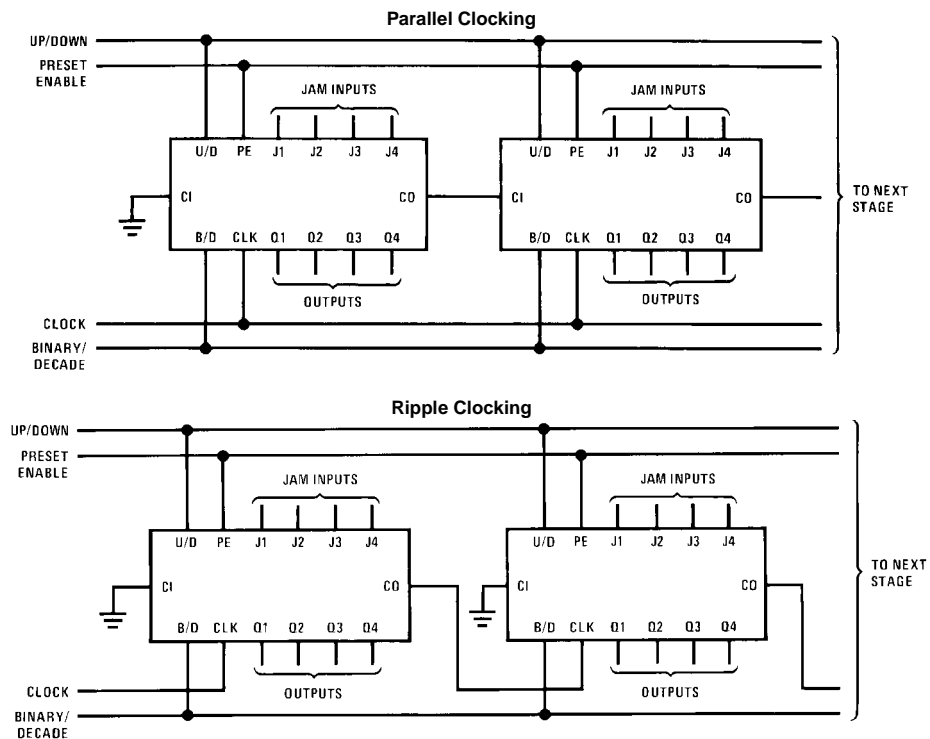 Parallel Clocking
UP/DOWN
PRESET
ENABLE
JAM INPUTS JAM INPUTS
U/D PE J1 J2 J3 J4 U/D PE J1 J2 J3 J4
CI CO CI CO
TO NEXT
STAGE
B/D CLK Q1 Q2 Q3 Q4 B/D CLK Q1 Q2 Q3 Q4
OUTPUTS OUTPUTS
CLOCK
BINARY/
DECADE
Ripple Clocking
UP/DOWN
PRESET
ENABLE
JAM INPUTS JAM INPUTS
U/D PE J1 J2 J3 J4 U/D PE J1 J2 J3 J4
CI CO CI CO
TO NEXT
STAGE
B/D CLK Q1 Q2 Q3 Q4 B/D CLK Q1 Q2 Q3 Q4
OUTPUTS OUTPUTS
CLOCK
BINARY/
DECADE